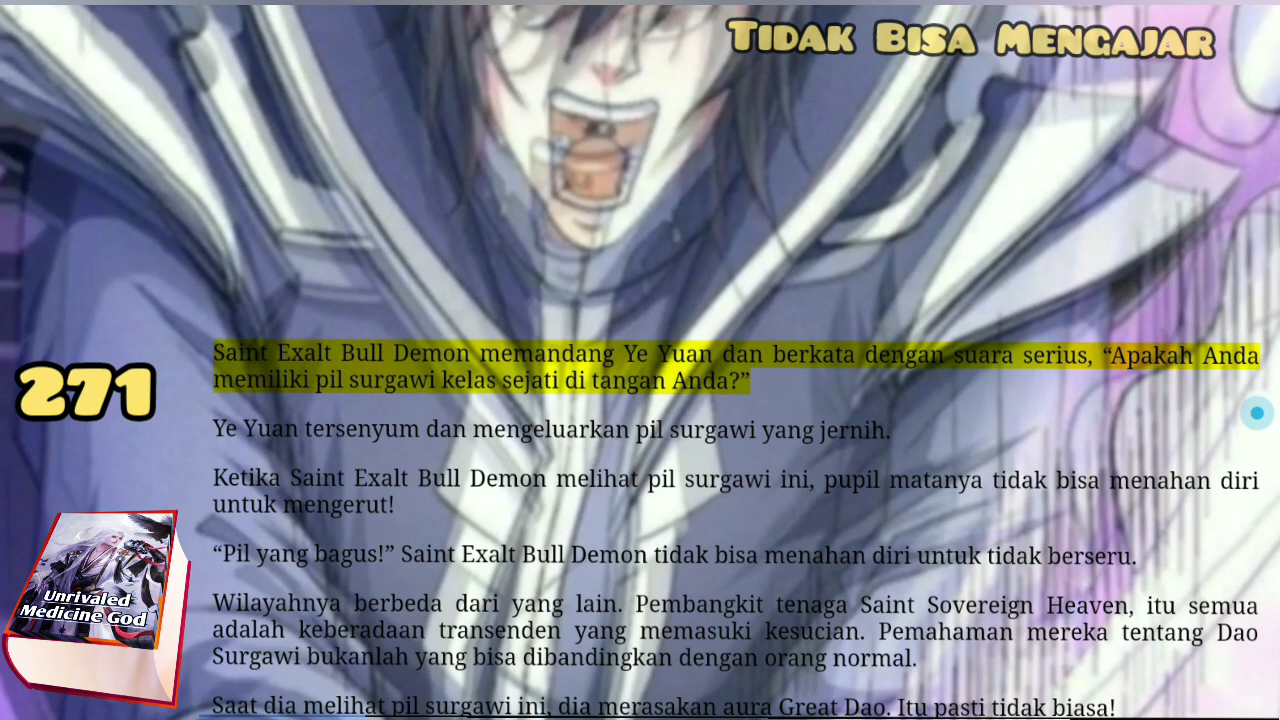 Tidak Bisa Mengajar
Saint Exalt Bull Demon memandang Ye Yuan dan berkata dengan suara serius, “Apakah Anda
memiliki pil surgawi kelas sejati di tangan Anda?”
271
Ye Yuan tersenyum dan mengeluarkan pil surgawi yang jernih.
Ketika Saint Exalt Bull Demon melihat pil surgawi ini, pupil matanya tidak bisa menahan diri
untuk mengerut!
“Pil yang bagus!” Saint Exalt Bull Demon tidak bisa menahan diri untuk tidak berseru.
Unrivaled
Medicine God
Wilayahnya berbeda dari yang lain. Pembangkit tenaga Saint Sovereign Heaven, itu semua
adalah keberadaan transenden yang memasuki kesucian. Pemahaman mereka tentang Dao
Surgawi bukanlah yang bisa dibandingkan dengan orang normal.
Saat dia melihat pil surgawi ini, dia merasakan aura Great Dao. Itu pasti tidak biasa!